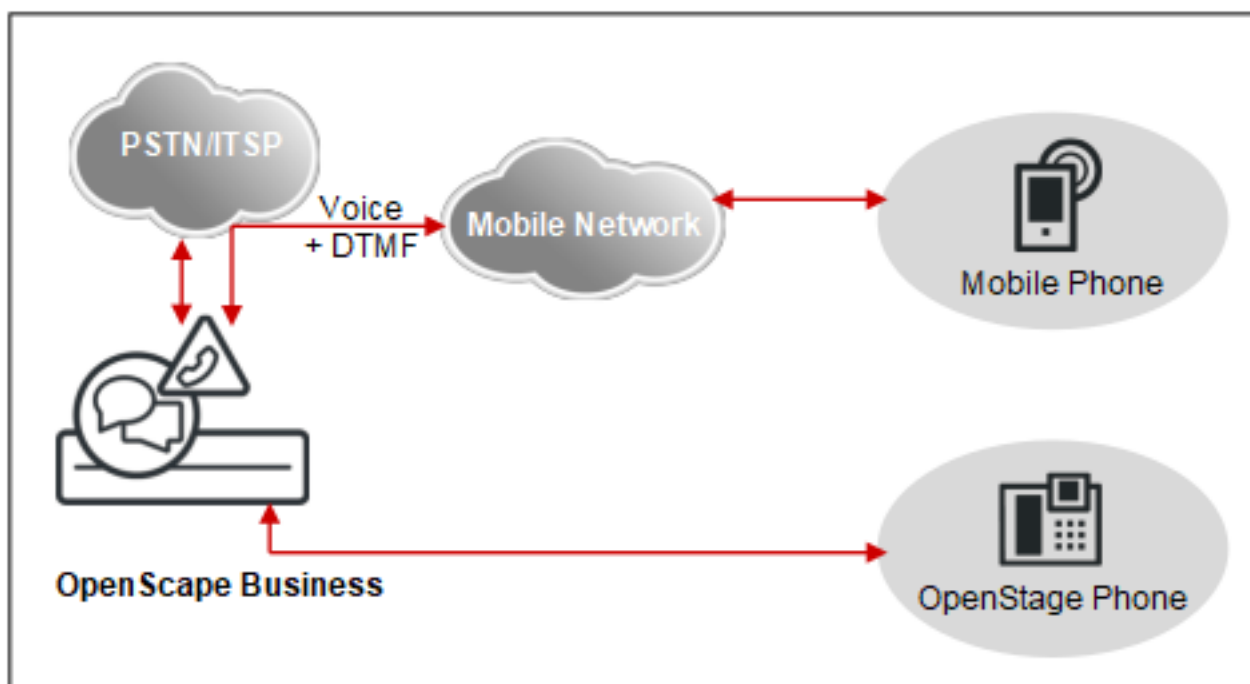 PSTN/ITSP
Voice
+ DTMF
Mobile Network
Mobile Phone
OpenScape Business
OpenStage Phone